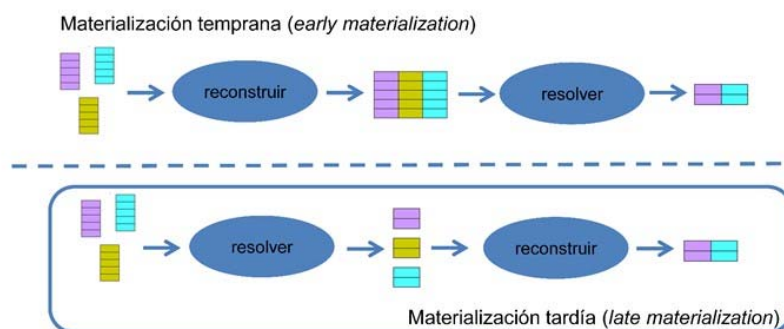 Materialización temprana (early materialization)
reconstruir
resolver
resolver
reconstruir
Materialización tardía (late materialization)